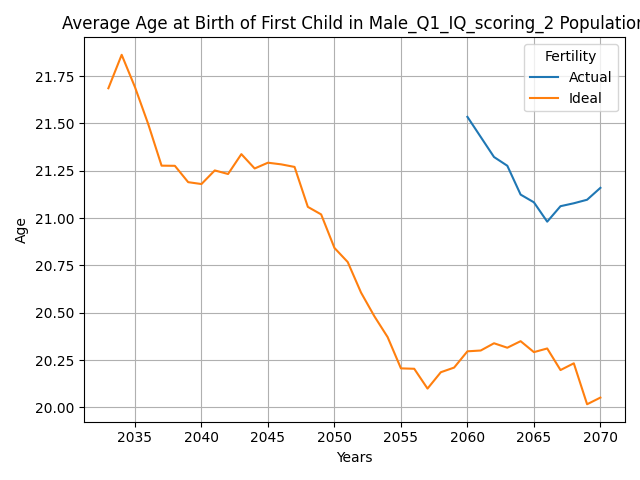 Average Age at Birth of First Child in Male_Q1_IQ_scoring_2 Population
Fertility
Actual
Ideal
21.75
21.50
21.25
21.00
20.75
20.50
20.25
20.00
Age
2035 2040 2045 2050 2055 2060 2065 2070
Years